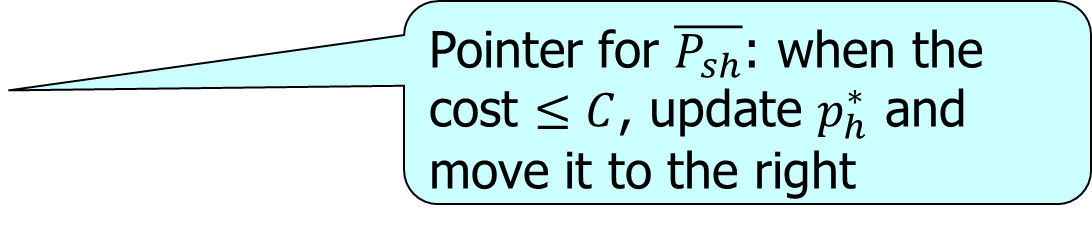 Pointer for $\overline{P_{sh}}$: when the
cost ≤ $C$, update $p_h^*$ and
move it to the right